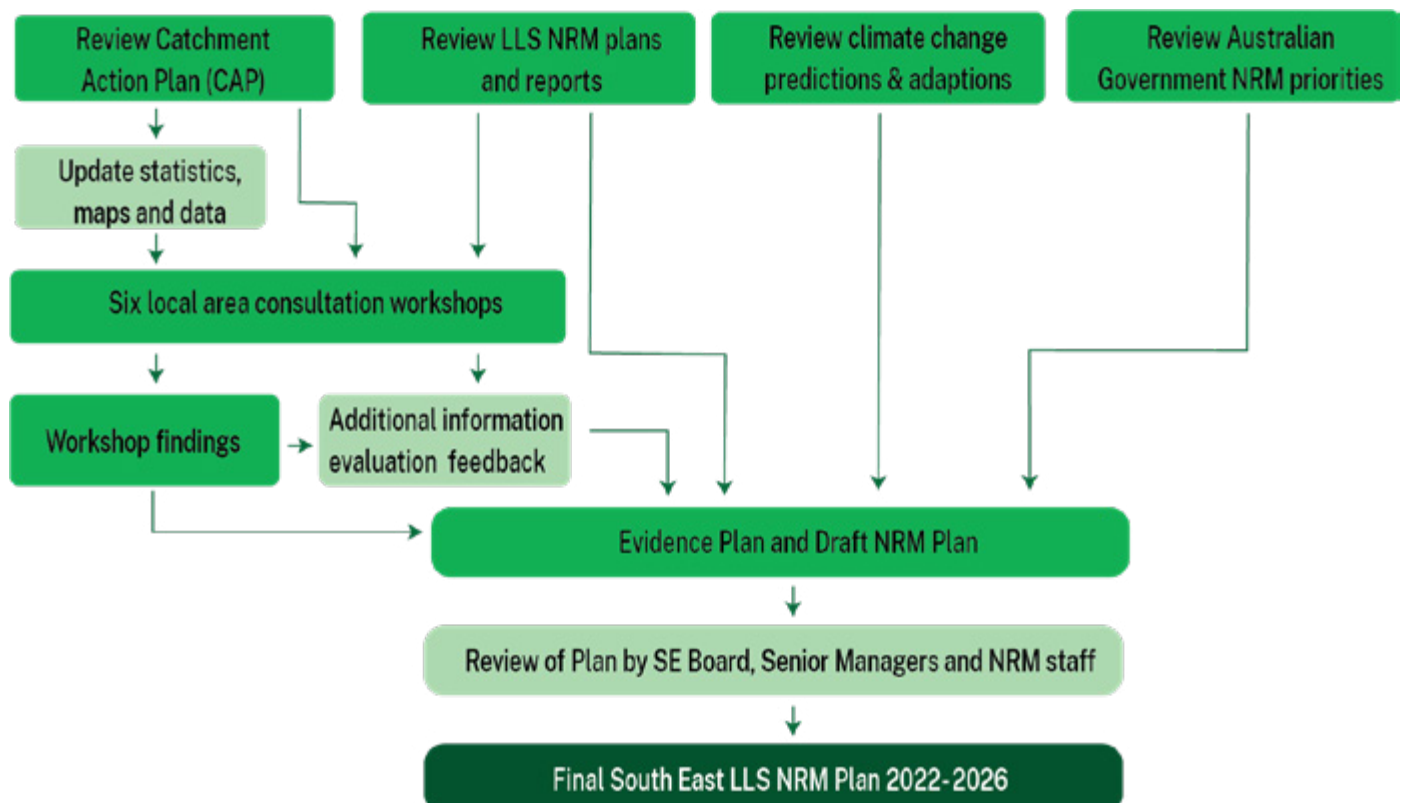 Review Catchment
Action Plan (CAP)
Review LLS NRM plans
and reports
Review climate change
predictions & adaptions
Review Australian
Government NRM priorities
Update statistics,
maps and data
Six local area consultation workshops
Workshop findings
Additional information
evaluation feedback
Evidence Plan and Draft NRM Plan
Review of Plan by SE Board, Senior Managers and NRM staff
Final South East LLS NRM Plan 2022-2026